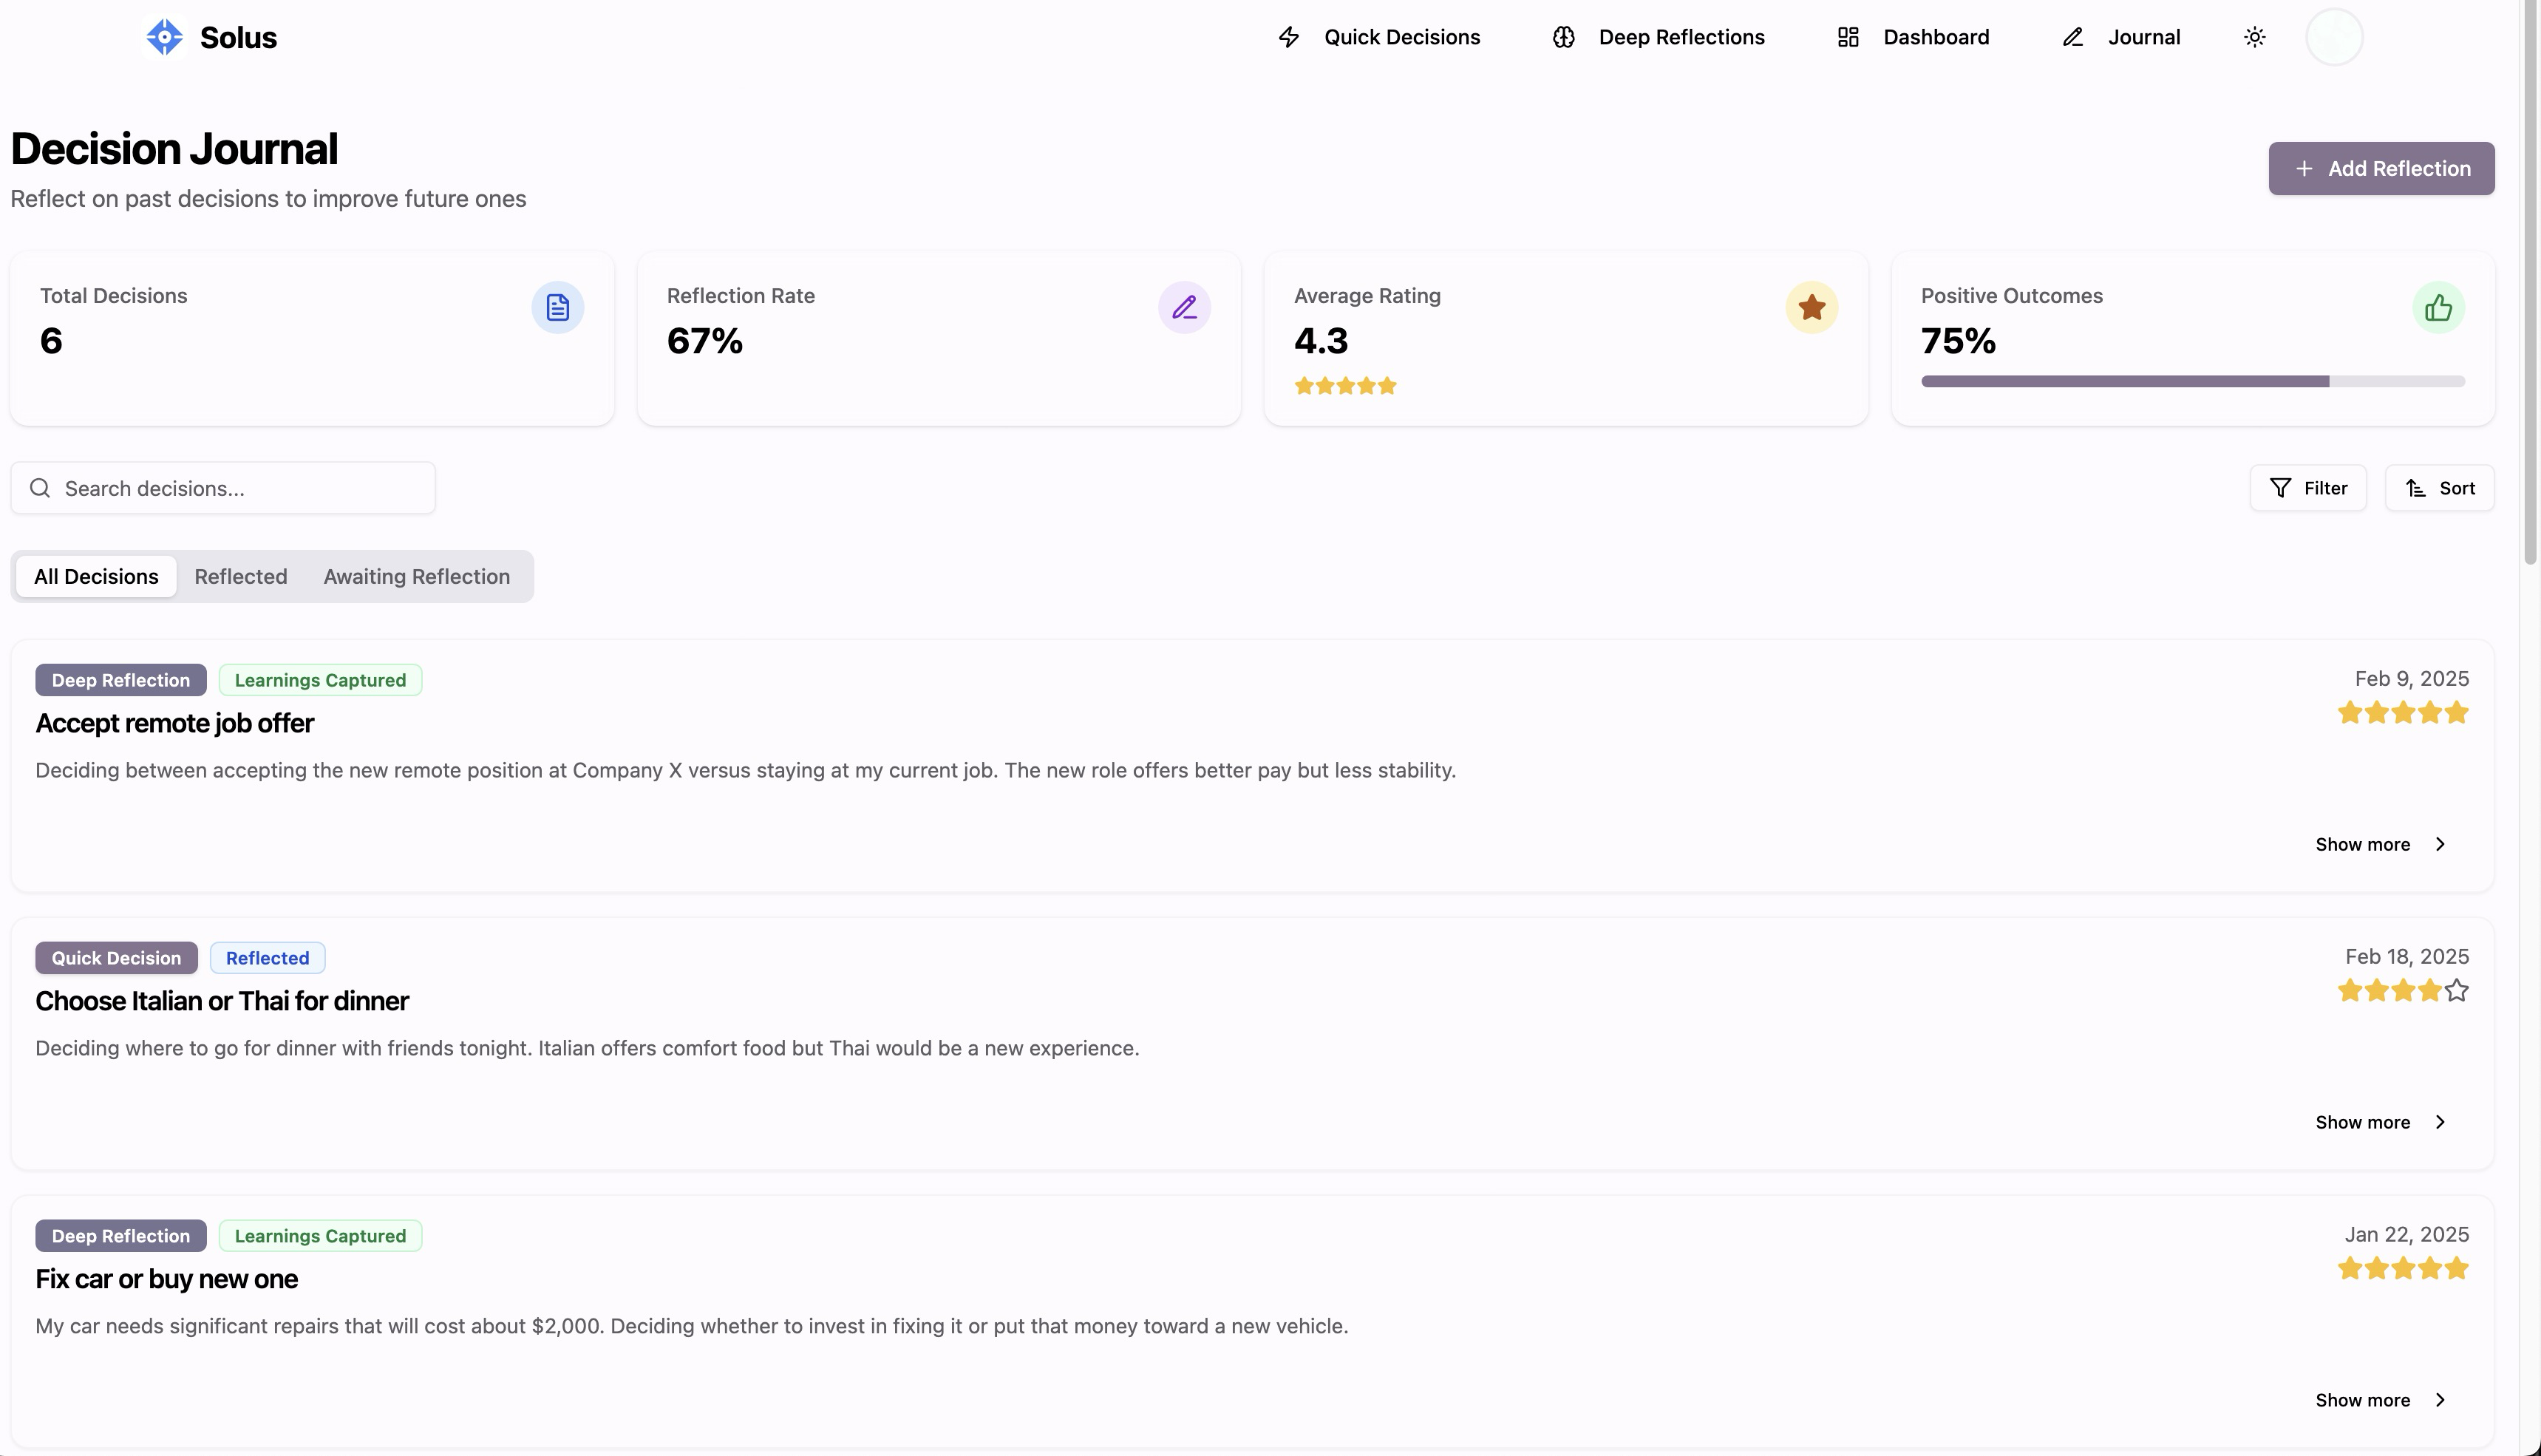 Solus
Quick Decisions
Deep Reflections
Dashboard
Journal
Decision Journal
Reflect on past decisions to improve future ones
Add Reflection
Total Decisions
6
Reflection Rate
67%
Average Rating
4.3
Positive Outcomes
75%
Search decisions...
Filter
Sort
All Decisions
Reflected
Awaiting Reflection
Deep Reflection
Learnings Captured
Feb 9, 2025
Accept remote job offer
Deciding between accepting the new remote position at Company X versus staying at my current job. The new role offers better pay but less stability.
Show more
Quick Decision
Reflected
Feb 18, 2025
Choose Italian or Thai for dinner
Deciding where to go for dinner with friends tonight. Italian offers comfort food but Thai would be a new experience.
Show more
Deep Reflection
Learnings Captured
Jan 22, 2025
Fix car or buy new one
My car needs significant repairs that will cost about $2,000. Deciding whether to invest in fixing it or put that money toward a new vehicle.
Show more